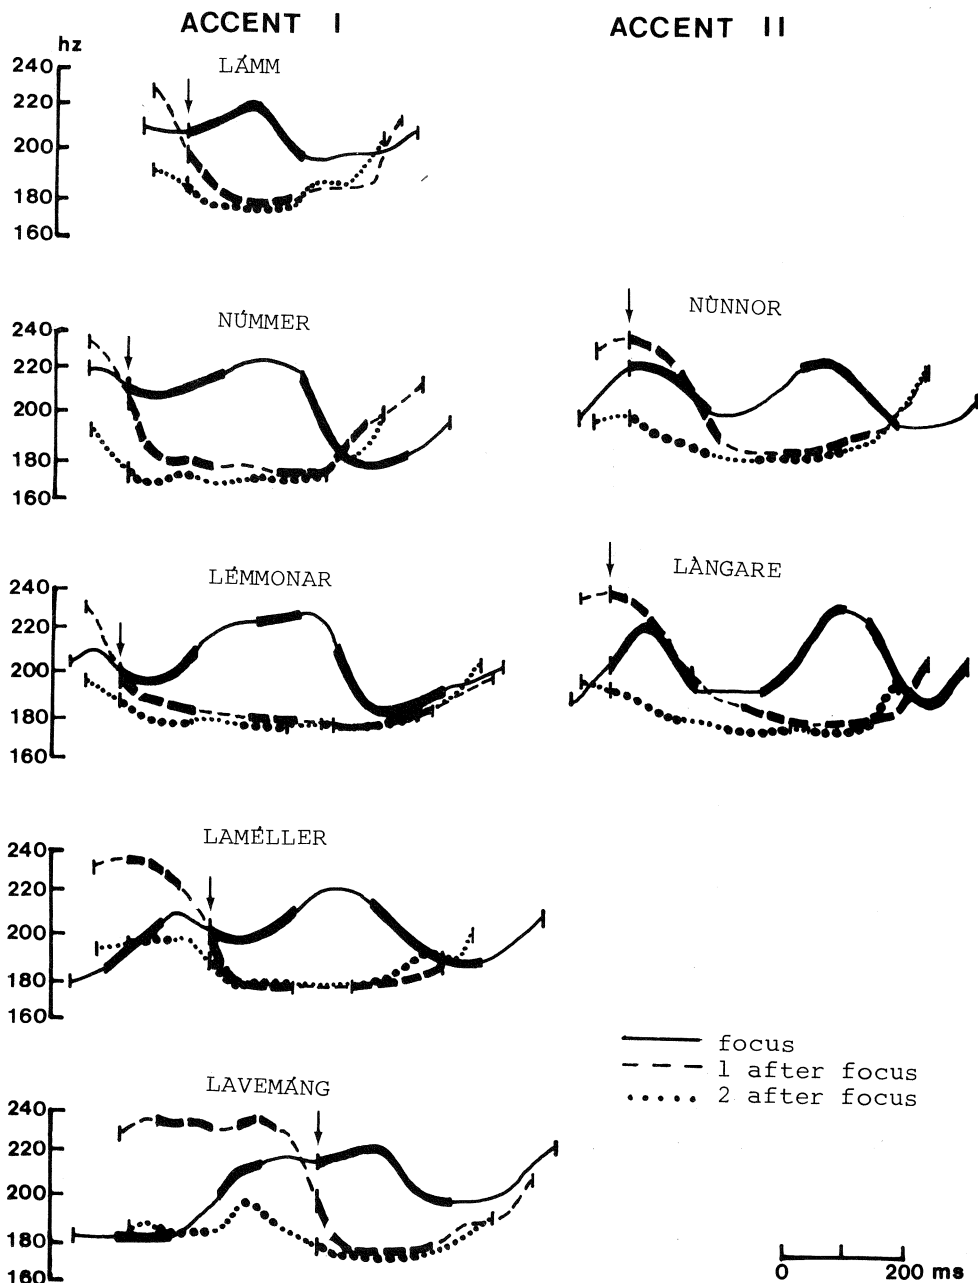 ACCENT I
ACCENT II
hz
LÁMM
240
220
200
180
160
NÚMMER
NÙNNOR
240
220
200
180
160
LÉMMONAR
LÀNGARE
240
220
200
180
160
LAMÉLLER
240
220
200
180
160
focus
1 after focus
2 after focus
LAVEMÁNG
240
220
200
180
160
0 200 ms